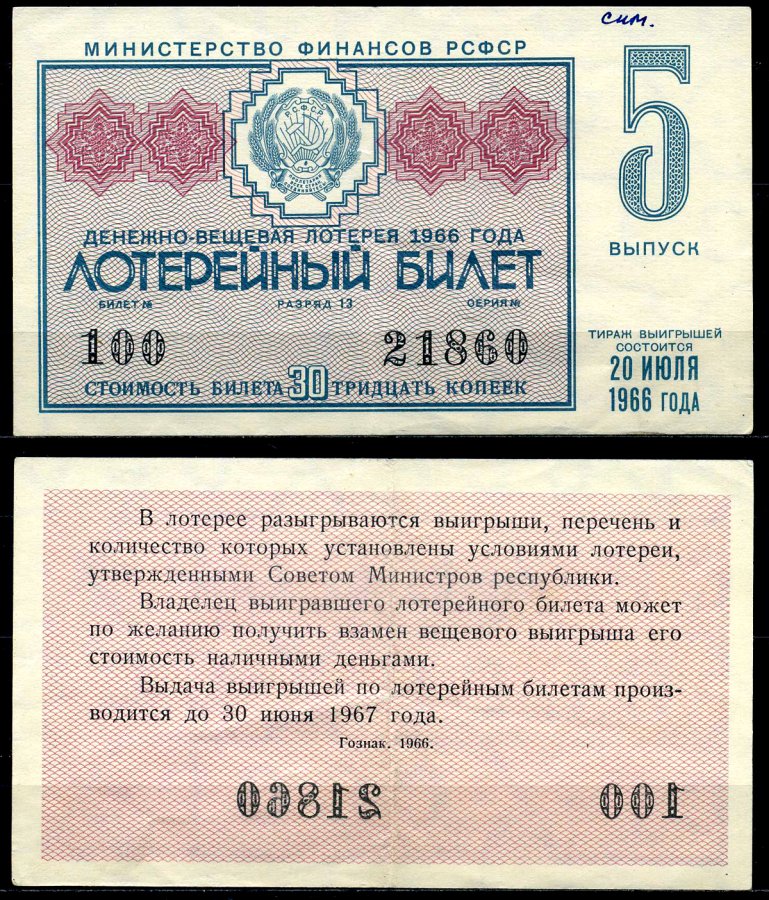 сим.
МИНИСТЕРСТВО ФИНАНСОВ РСФСР
5
ВЫПУСК
РСФСР
ДЕНЕЖНО-ВЕЩЕВАЯ ЛОТЕРЕЯ 1966 ГОДА
ЛОТЕРЕЙНЫЙ БИЛЕТ
БИЛЕТ № РАЗРЯД 13 СЕРИЯ №
100 21860
СТОИМОСТЬ БИЛЕТА 30 ТРИДЦАТЬ КОПЕЕК
ТИРАЖ ВЫИГРЫШЕЙ
СОСТОИТСЯ
20 ИЮЛЯ
1966 ГОДА
В лотерее разыгрываются выигрыши, перечень и
количество которых установлены условиями лотереи,
утвержденными Советом Министров республики.
Владелец выигравшего лотерейного билета может
по желанию получить взамен вещевого выигрыша его
стоимость наличными деньгами.
Выдача выигрышей по лотерейным билетам произ-
водится до 30 июня 1967 года.
Гознак. 1966.
21860 100